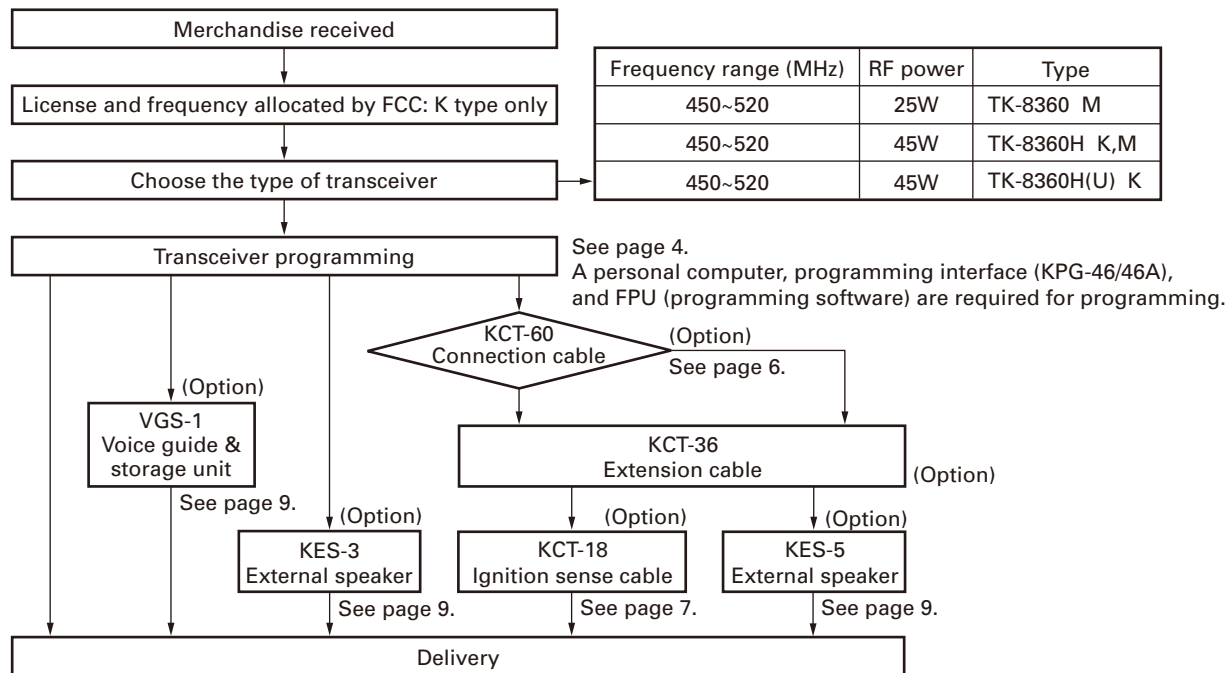 Merchandise received
License and frequency allocated by FCC: K type only
Choose the type of transceiver
Frequency range (MHz) RF power Type
450~520 25W TK-8360 M
450~520 45W TK-8360H K,M
450~520 45W TK-8360H(U) K
Transceiver programming
See page 4.
A personal computer, programming interface (KPG-46/46A),
and FPU (programming software) are required for programming.
KCT-60
Connection cable
(Option)
See page 6.
(Option)
VGS-1
Voice guide &
storage unit
See page 9.
KCT-36
Extension cable
(Option)
(Option)
KES-3
External speaker
See page 9.
(Option)
KCT-18
Ignition sense cable
See page 7.
(Option)
KES-5
External speaker
See page 9.
Delivery